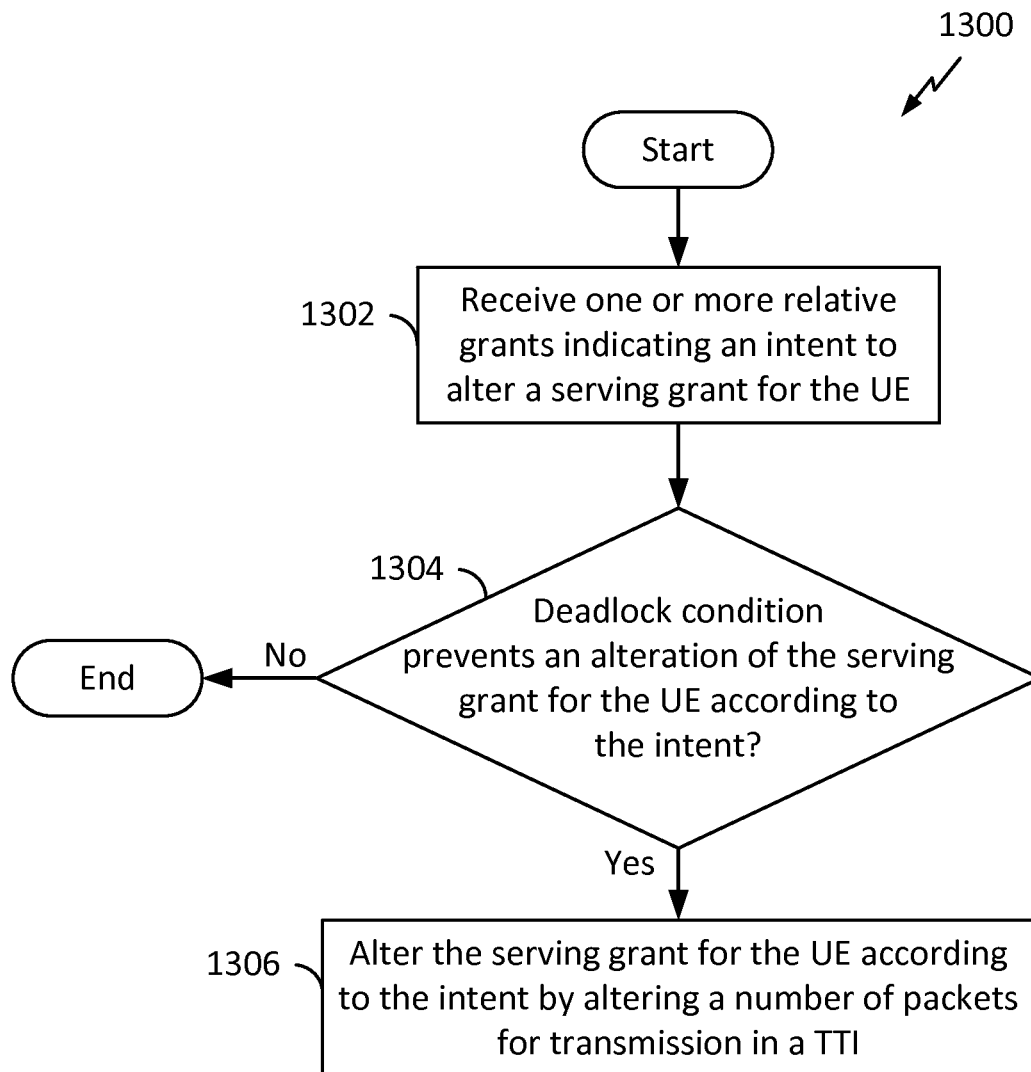 1300
Start
1302
Receive one or more relative
grants indicating an intent to
alter a serving grant for the UE
1304
Deadlock condition
prevents an alteration of the serving
grant for the UE according to
the intent?
No
End
Yes
1306
Alter the serving grant for the UE according
to the intent by altering a number of packets
for transmission in a TTI